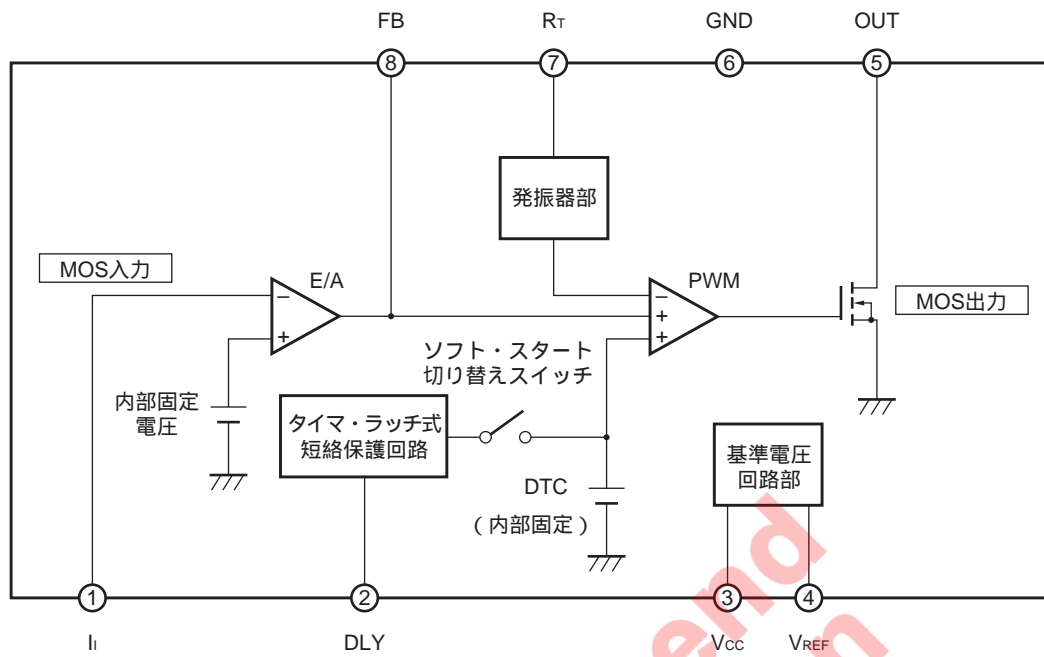 FB RT GND OUT
8 7 6 5
発振器部
MOS入力
E/A
PWM
MOS出力
−
+
−
+
+
ソフト・スタート
切り替えスイッチ
内部固定
電圧
タイマ・ラッチ式
短絡保護回路
DTC
(内部固定)
基準電圧
回路部
1 2 3 4
II DLY VCC VREF
end